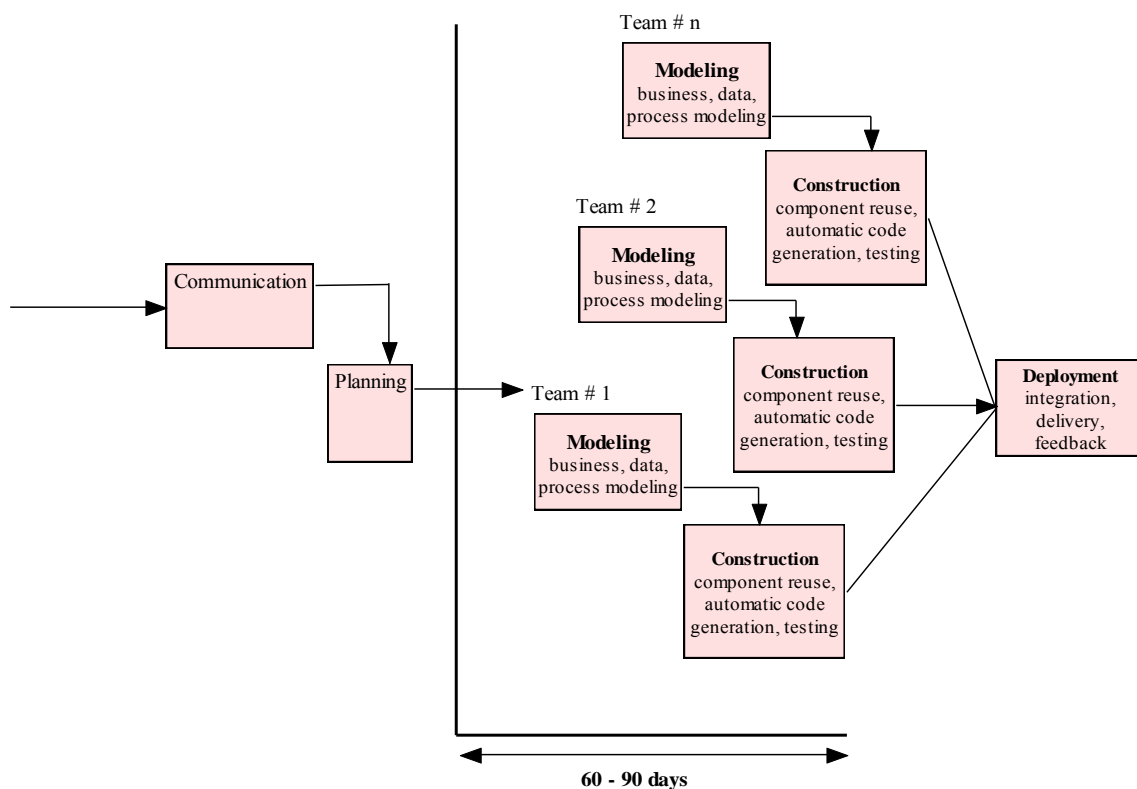 Team # n
Modeling
business, data,
process modeling
Construction
component reuse,
automatic code
generation, testing
Team # 2
Modeling
business, data,
process modeling
Communication
Construction
component reuse,
automatic code
generation, testing
Planning
Team # 1
Modeling
business, data,
process modeling
Deployment
integration,
delivery,
feedback
Construction
component reuse,
automatic code
generation, testing
60 - 90 days